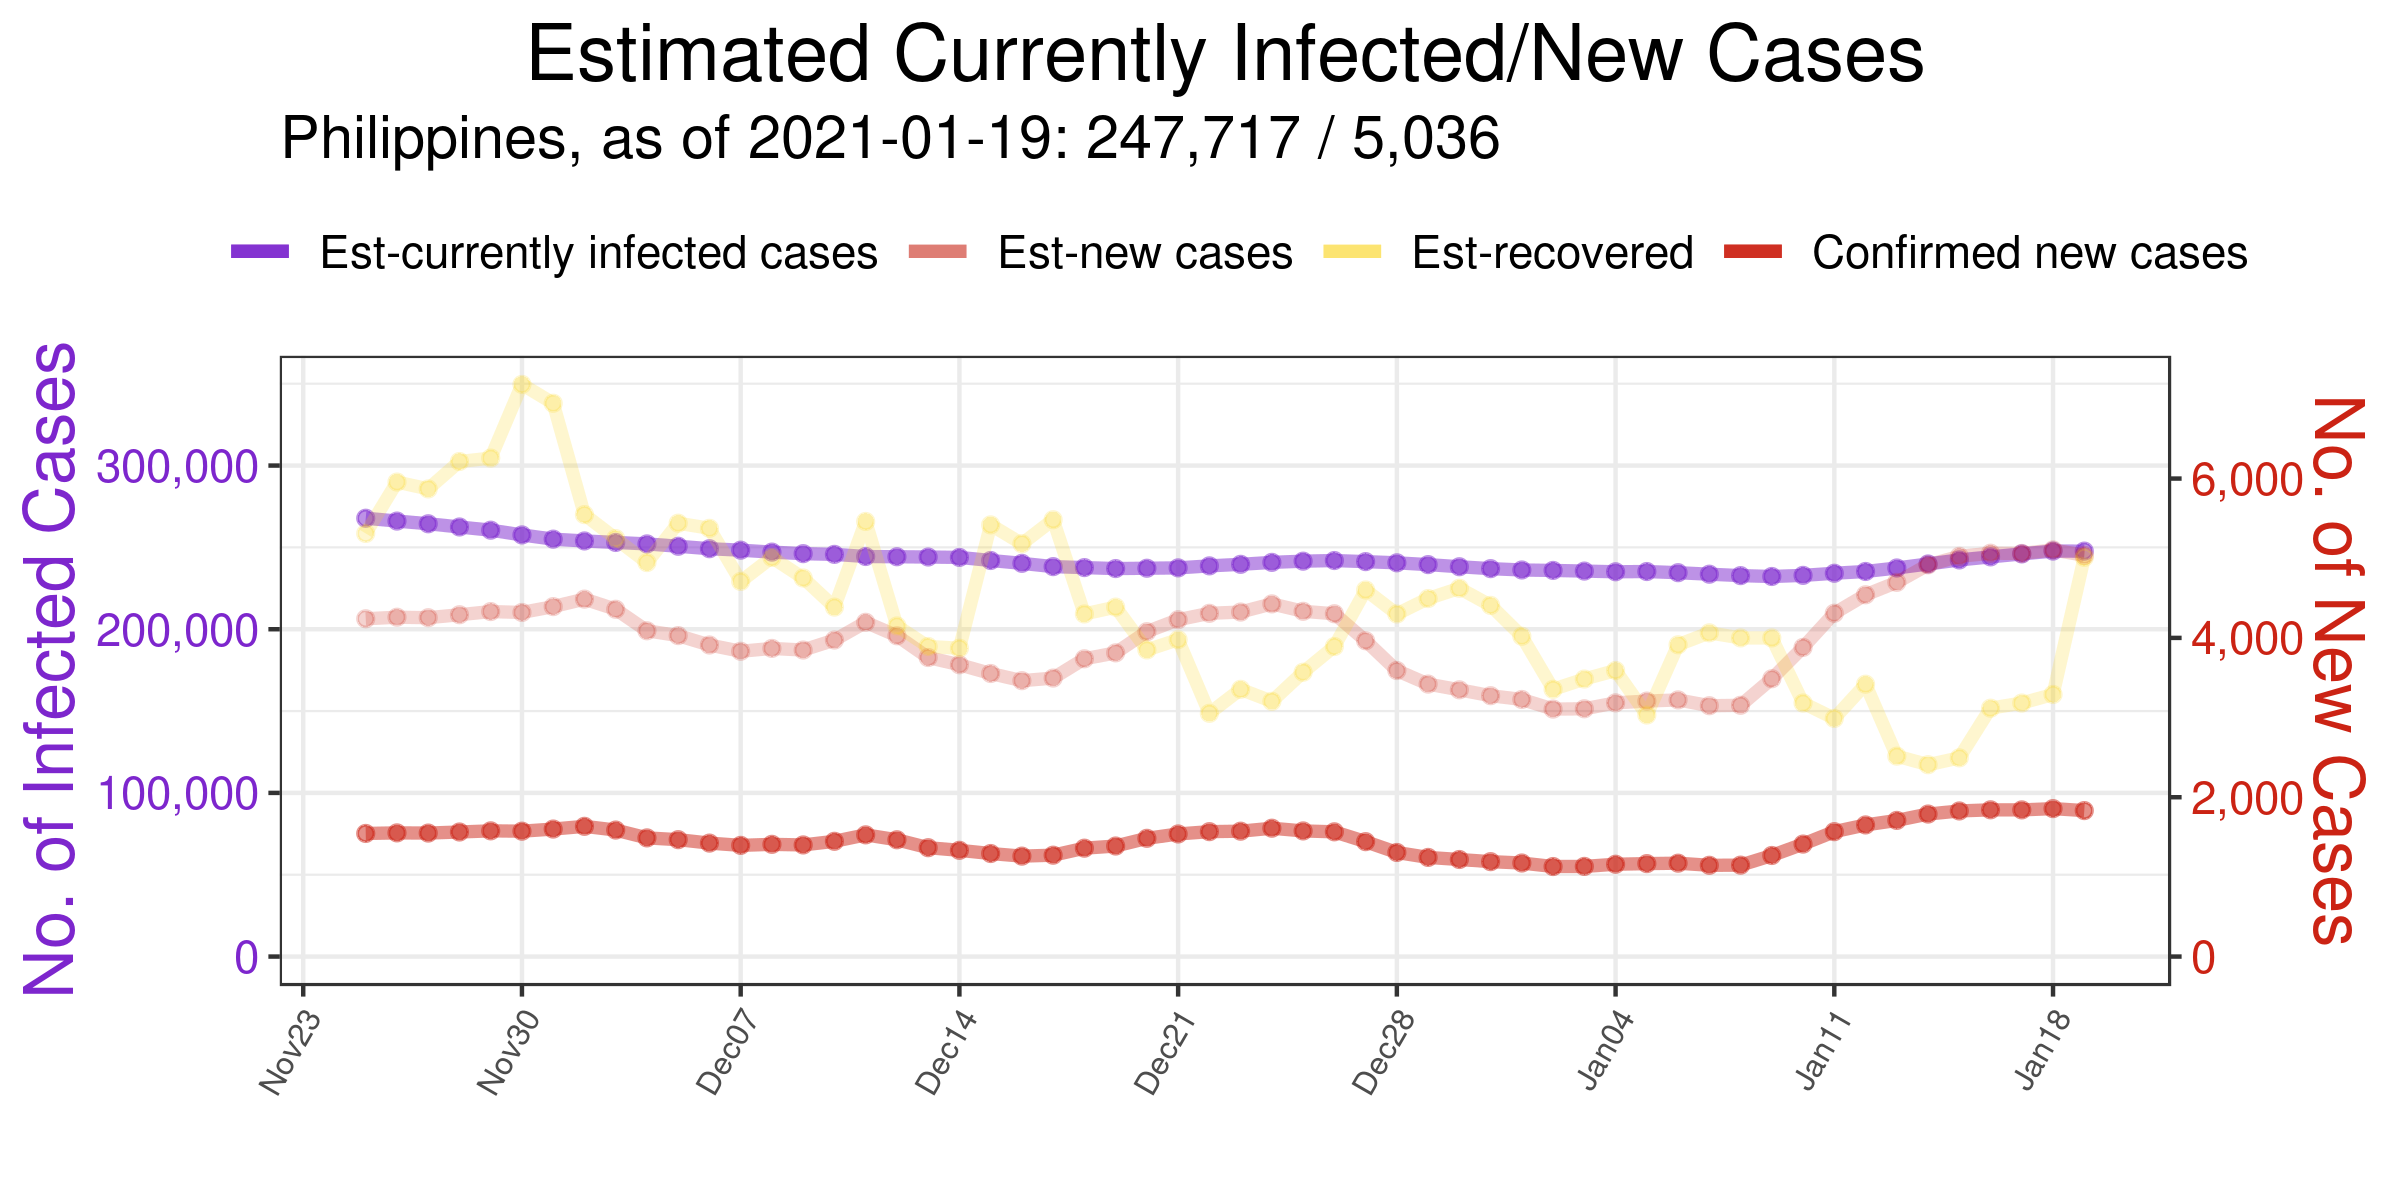 Estimated Currently Infected/New Cases
Philippines, as of 2021-01-19: 247,717 / 5,036
Est-currently infected cases Est-new cases Est-recovered Confirmed new cases
No. of Infected Cases
300,000
200,000
100,000
0
6,000
4,000
2,000
0
No. of New Cases
Nov23 Nov30 Dec07 Dec14 Dec21 Dec28 Jan04 Jan11 Jan18